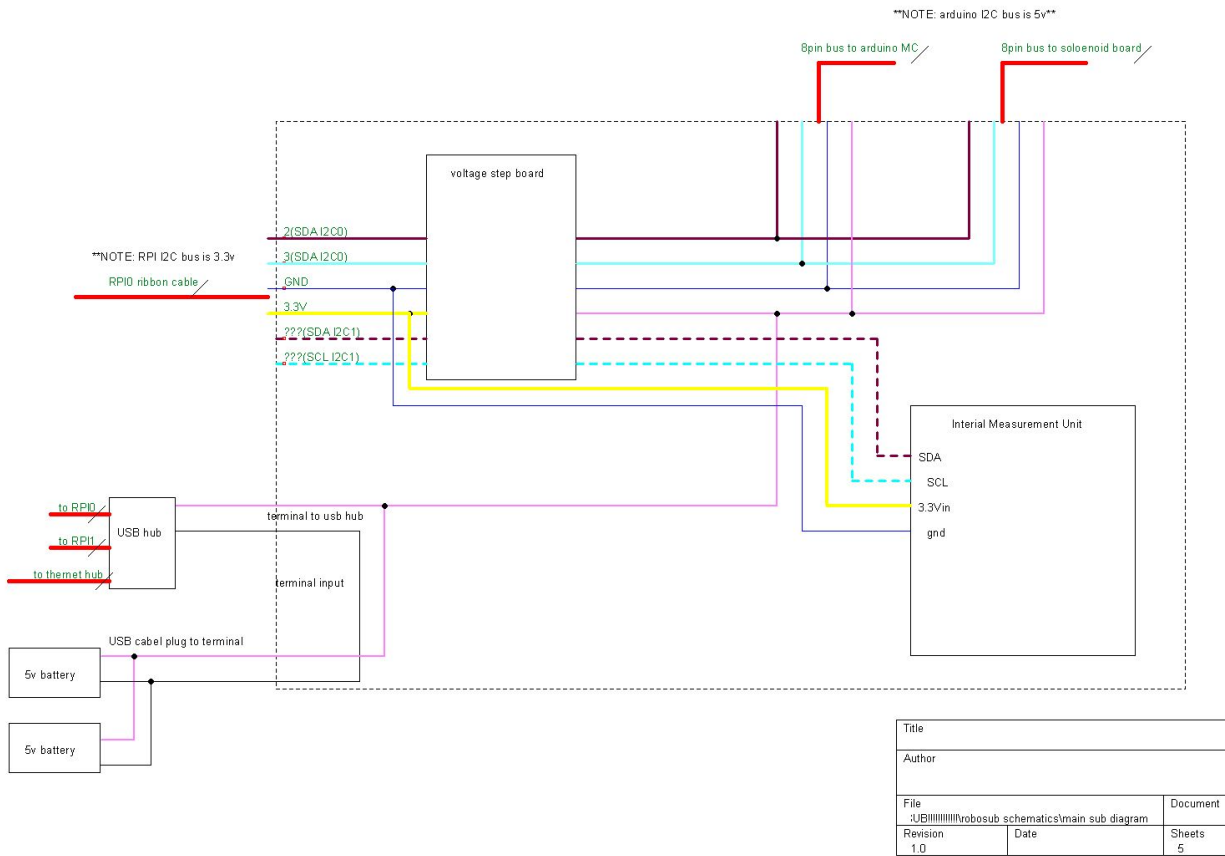 **NOTE: arduino I2C bus is 5v**
8pin bus to arduino MC
8pin bus to soloenoid board
voltage step board
2(SDA I2C0)
**NOTE: RPI I2C bus is 3.3v
3(SDA I2C0)
RPI0 ribbon cable
GND
3.3V
???(SDA I2C1)
???(SCL I2C1)
Interial Measurement Unit
SDA
SCL
3.3Vin
gnd
to RPI0
terminal to usb hub
USB hub
to RPI1
to thernet hub
terminal input
USB cabel plug to terminal
5v battery
5v battery
Title
Author
File
Document
:UB!!!!!!!!!!!\robosub schematics\main sub diagram
Revision
Date
Sheets
1.0
5